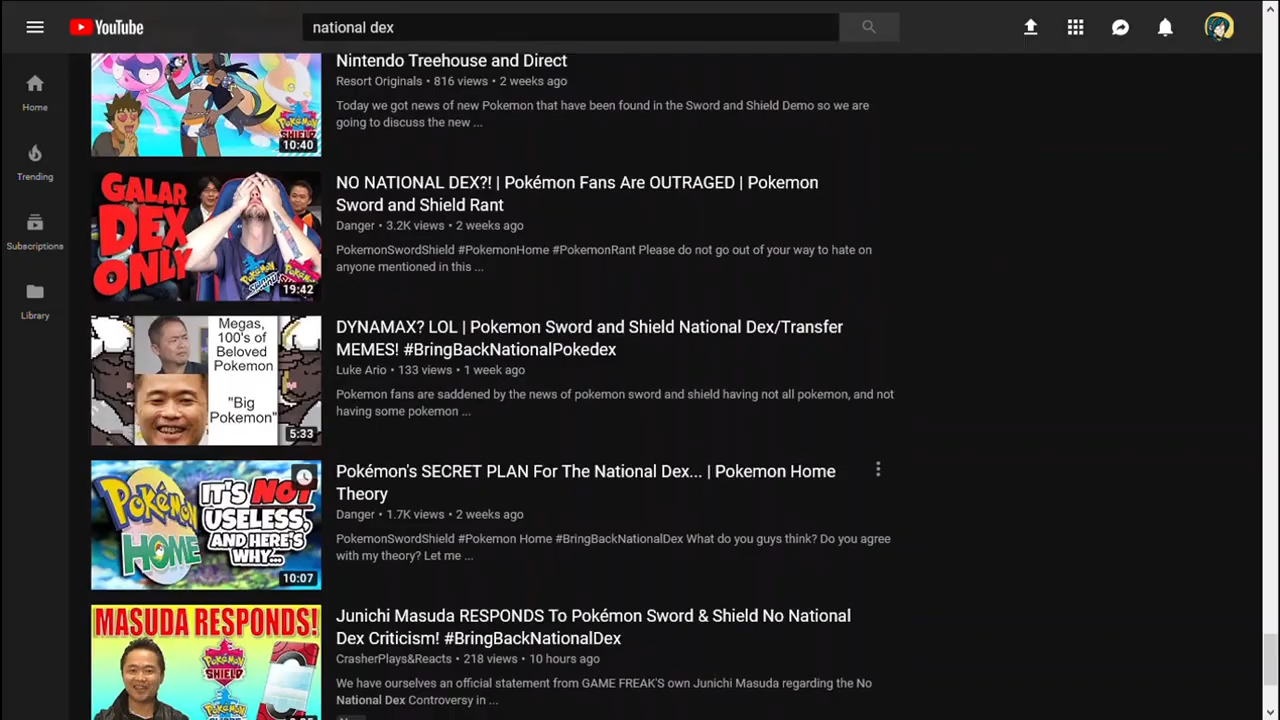 YouTube
national dex
Home
Trending
Subscriptions
Library
Nintendo Treehouse and Direct
Resort Originals • 816 views • 2 weeks ago
Today we got news of new Pokemon that have been found in the Sword and Shield Demo so we are
going to discuss the new ...
SHIELD
10:40
NO NATIONAL DEX?! | Pokémon Fans Are OUTRAGED | Pokemon
Sword and Shield Rant
Danger • 3.2K views • 2 weeks ago
PokemonSwordShield #PokemonHome #PokemonRant Please do not go out of your way to hate on
anyone mentioned in this ...
GALAR
DEX
ONLY
19:42
DYNAMAX? LOL | Pokemon Sword and Shield National Dex/Transfer
MEMES! #BringBackNationalPokedex
Luke Ario • 133 views • 1 week ago
Pokemon fans are saddened by the news of pokemon sword and shield having not all pokemon, and not
having some pokemon ...
Megas,
100's of
Beloved
Pokemon
"Big
Pokemon"
5:33
Pokémon's SECRET PLAN For The National Dex... | Pokemon Home
Theory
Danger • 1.7K views • 2 weeks ago
PokemonSwordShield #Pokemon Home #BringBackNationalDex What do you guys think? Do you agree
with my theory? Let me ...
Pokémon
HOME
IT'S NOT
USELESS,
AND HERE'S
WHY...
10:07
Junichi Masuda RESPONDS To Pokémon Sword & Shield No National
Dex Criticism! #BringBackNationalDex
CrasherPlays&Reacts • 218 views • 10 hours ago
We have ourselves an official statement from GAME FREAK'S own Junichi Masuda regarding the No
National Dex Controversy in ...
MASUDA RESPONDS!
SHIELD